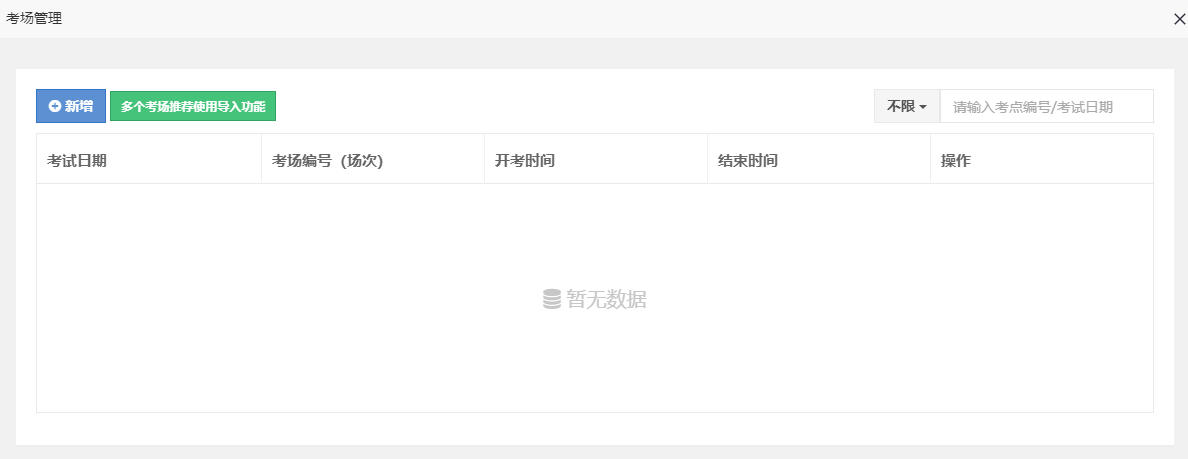 考场管理
新增 多个考场推荐使用导入功能 不限 请输入考点编号/考试日期
考试日期 考场编号（场次） 开考时间 结束时间 操作
暂无数据